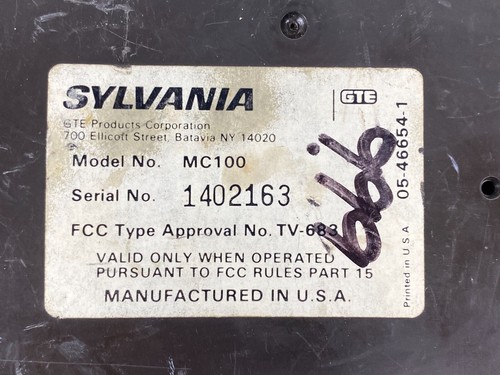 SYLVANIA
GTE
GTE Products Corporation
700 Ellicott Street, Batavia NY 14020
Model No. MC100
Serial No. 1402163
FCC Type Approval No. TV-683
VALID ONLY WHEN OPERATED
PURSUANT TO FCC RULES PART 15
MANUFACTURED IN U.S.A.
05-46654-1
Printed in U.S.A.